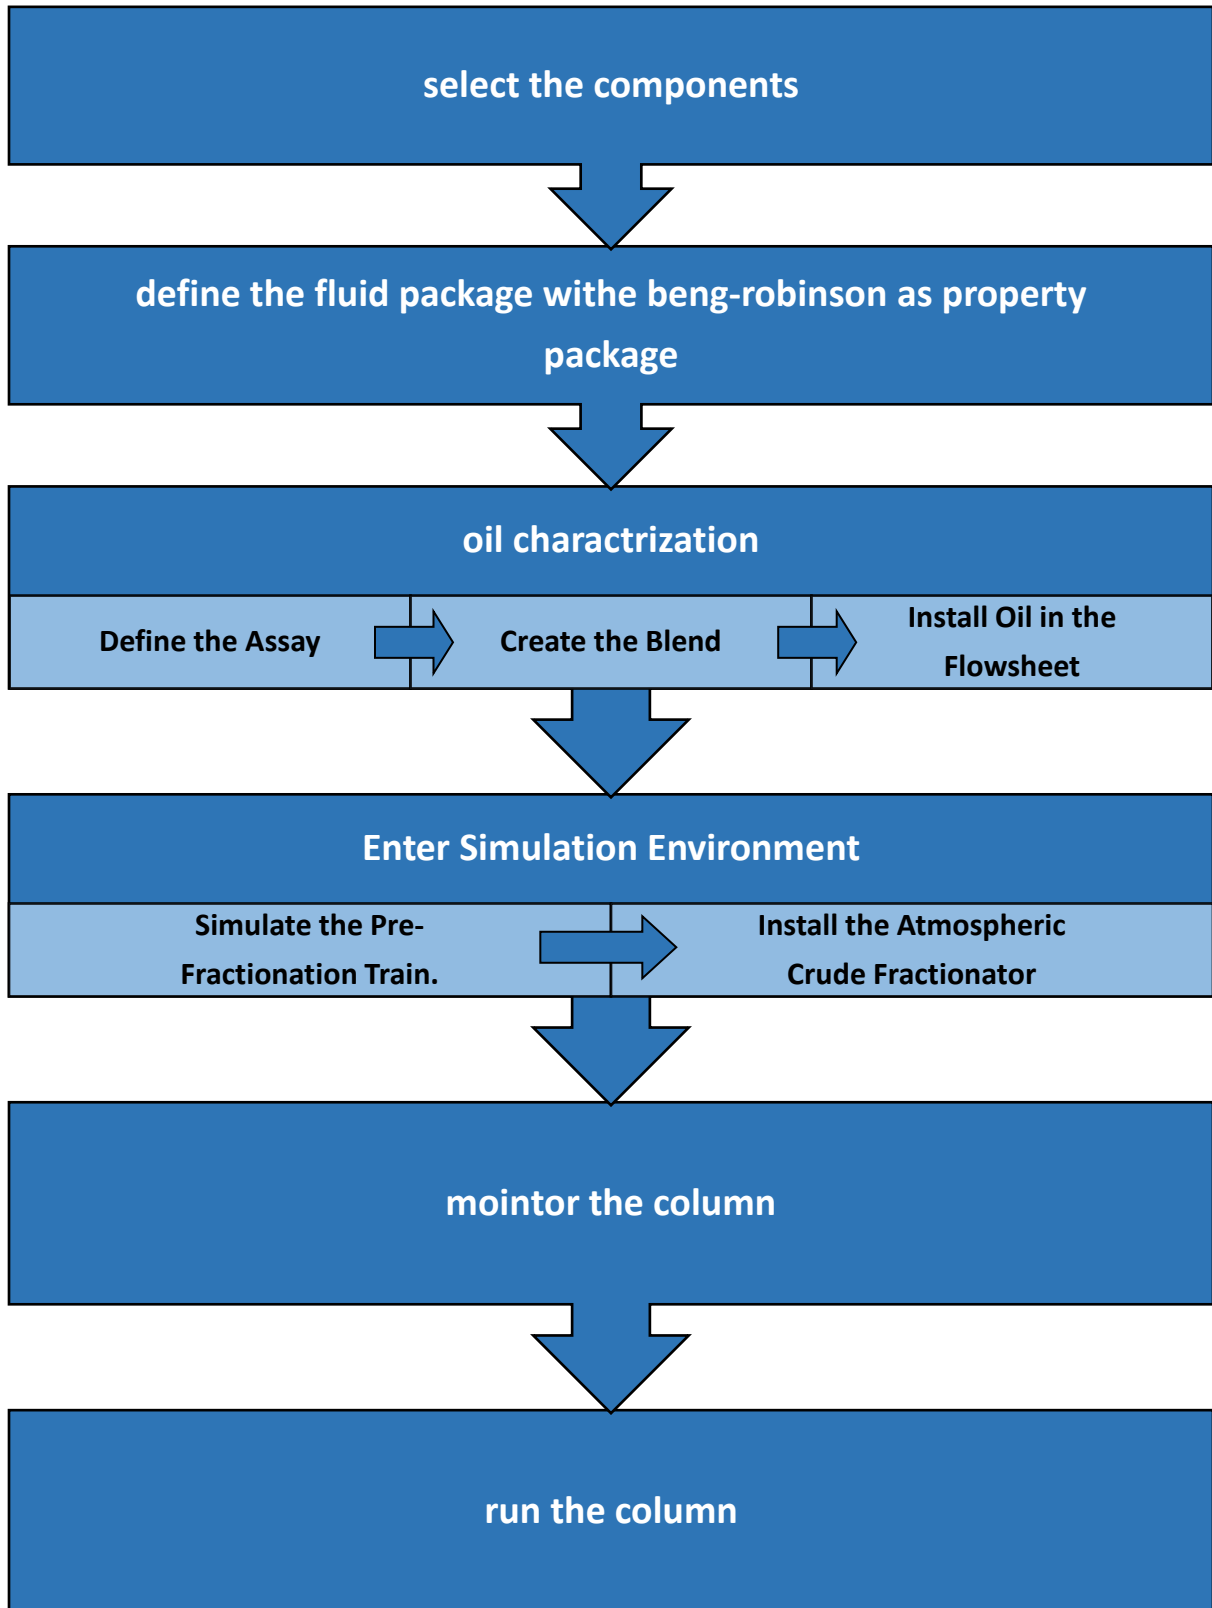 select the components
define the fluid package withe beng-robinson as property
package
oil charactrization
Define the Assay
Create the Blend
Install Oil in the
Flowsheet
Enter Simulation Environment
Simulate the Pre-
Fractionation Train.
Install the Atmospheric
Crude Fractionator
mointor the column
run the column